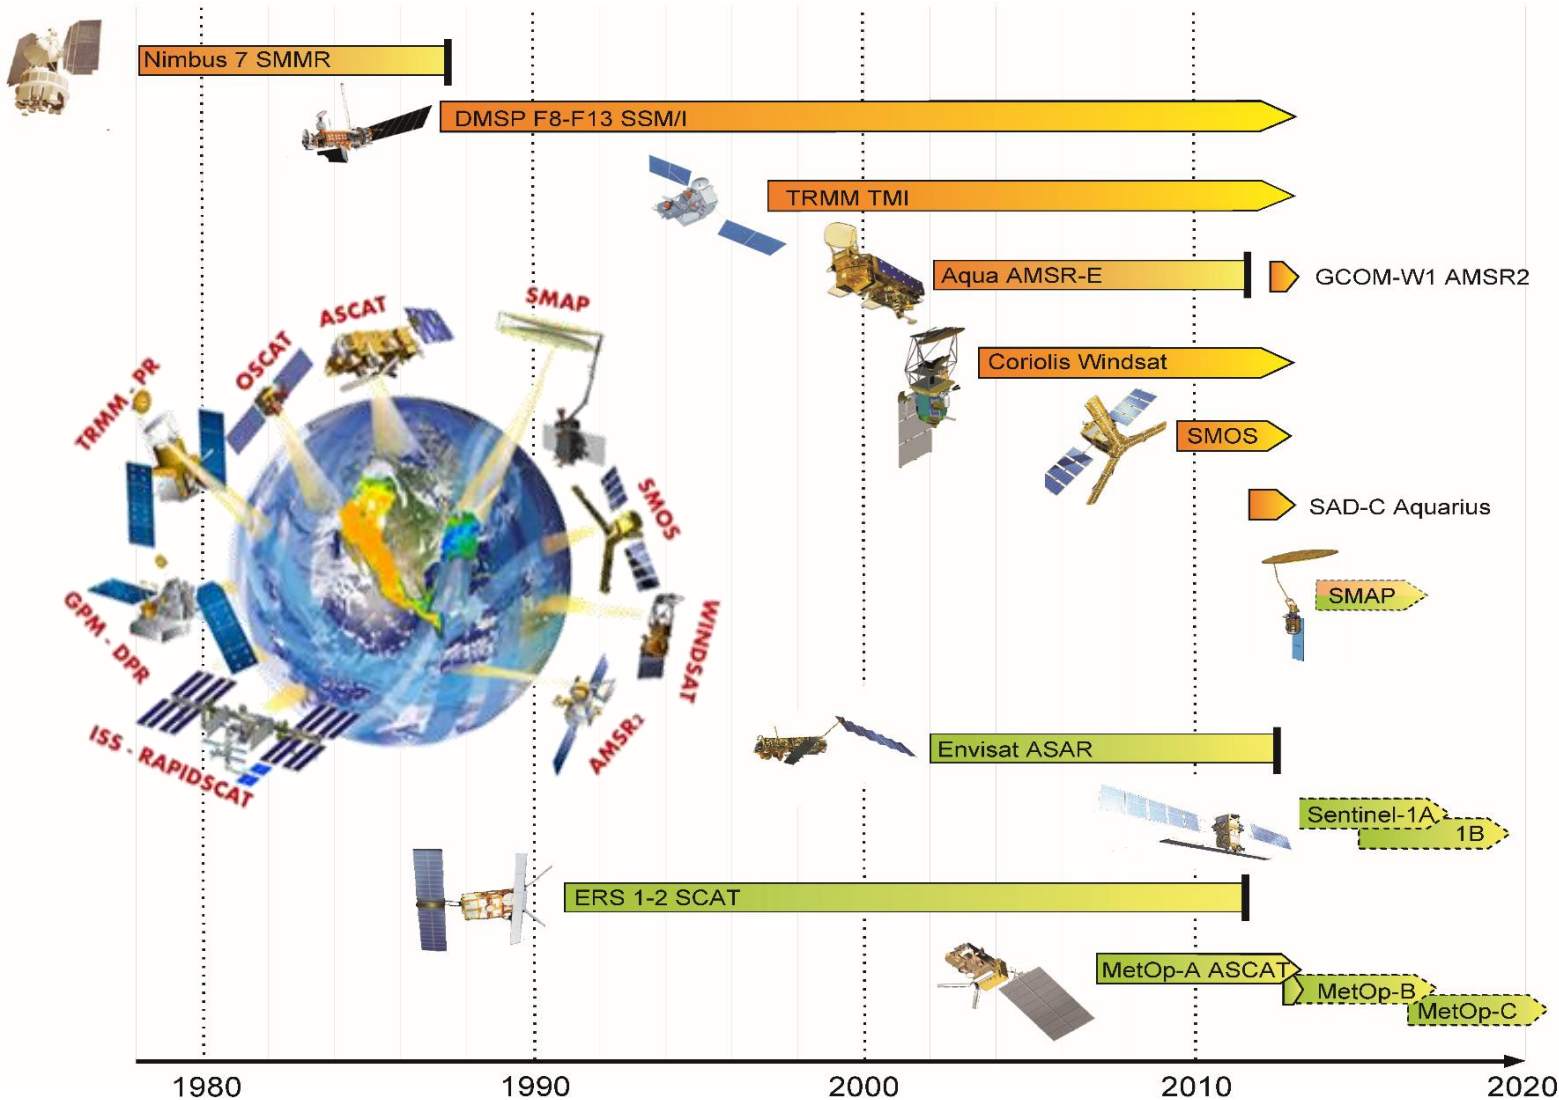 Nimbus 7 SMMR
DMSP F8-F13 SSM/I
TRMM TMI
Aqua AMSR-E
GCOM-W1 AMSR2
Coriolis Windsat
SMOS
SAD-C Aquarius
SMAP
SMAP
ASCAT
OSCAT
TRMM - PR
SMOS
GPM - DPR
WINDSAT
ISS - RAPIDSCAT
AMSR2
Envisat ASAR
Sentinel-1A
1B
ERS 1-2 SCAT
MetOp-A ASCAT
MetOp-B
MetOp-C
1980
1990
2000
2010
2020